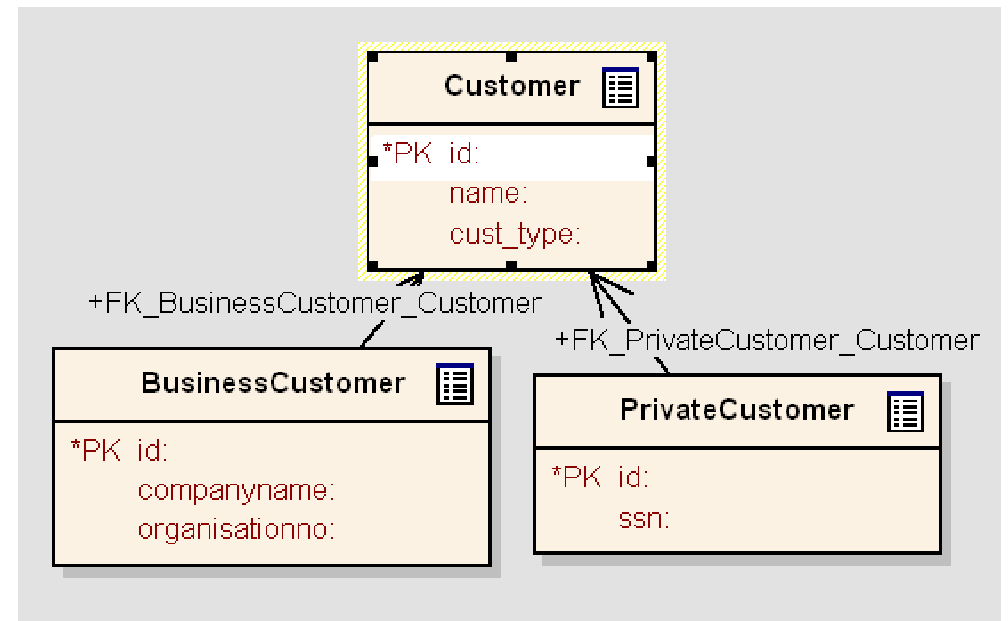 Customer
*PK id:
name:
cust_type:
+FK_BusinessCustomer_Customer
+FK_PrivateCustomer_Customer
BusinessCustomer
*PK id:
companyname:
organisationno:
PrivateCustomer
*PK id:
ssn: